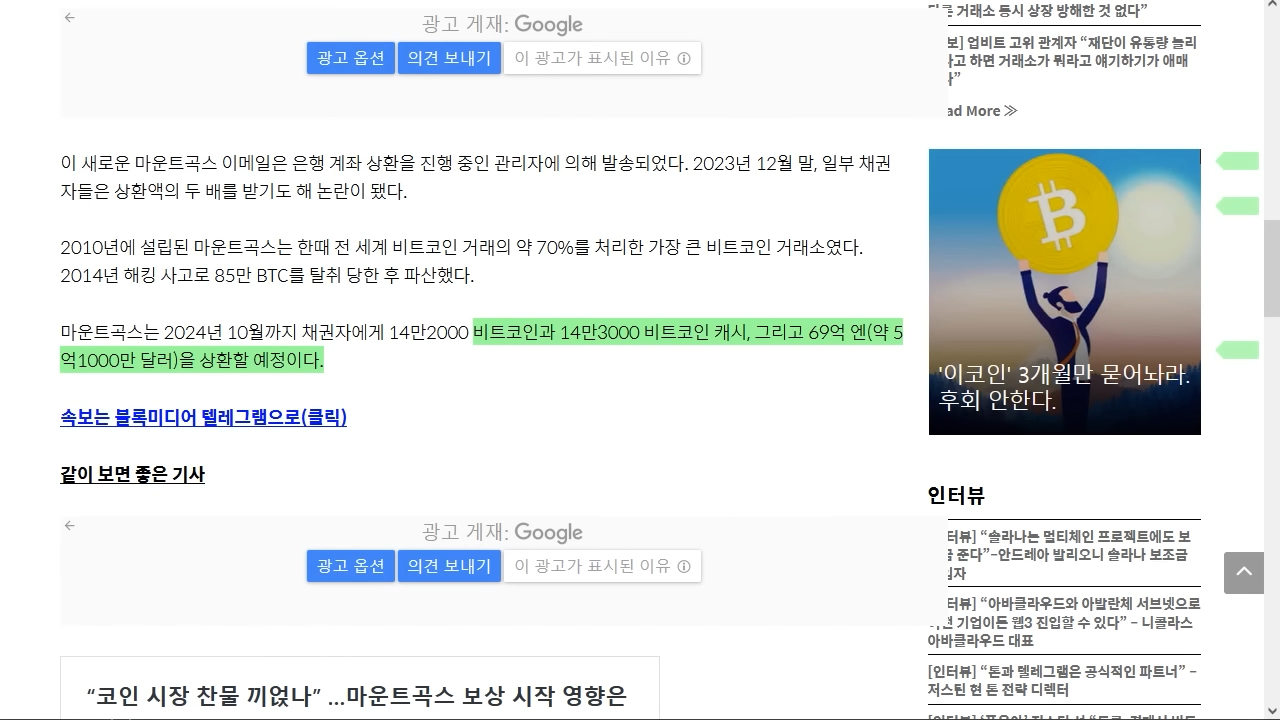 광고 게재: Google
광고 옵션
의견 보내기
이 광고가 표시된 이유
이 새로운 마운트곡스 이메일은 은행 계좌 상환을 진행 중인 관리자에 의해 발송되었다. 2023년 12월 말, 일부 채권
자들은 상환액의 두 배를 받기도 해 논란이 됐다.
2010년에 설립된 마운트곡스는 한때 전 세계 비트코인 거래의 약 70%를 처리한 가장 큰 비트코인 거래소였다.
2014년 해킹 사고로 85만 BTC를 탈취 당한 후 파산했다.
마운트곡스는 2024년 10월까지 채권자에게 14만2000 비트코인과 14만3000 비트코인 캐시, 그리고 69억 엔(약 5
억1000만 달러)을 상환할 예정이다.
속보는 블록미디어 텔레그램으로(클릭)
같이 보면 좋은 기사
광고 게재: Google
광고 옵션
의견 보내기
이 광고가 표시된 이유
“코인 시장 찬물 끼얹나” …마운트곡스 보상 시작 영향은
거래소 동시 상장 방해한 것 없다”
보] 업비트 고위 관계자 “재단이 유통량 늘리
고 하면 거래소가 뭐라고 얘기하기가 애매
”
ad More ≫
'이코인' 3개월만 묻어놔라.
후회 안한다.
인터뷰
터뷰] “솔라나는 멀티체인 프로젝트에도 보
준다”–안드레아 발리오니 솔라나 보조금
임자
터뷰] “아바클라우드와 아발란체 서브넷으로
기업이든 웹3 진입할 수 있다” – 니콜라스
아바클라우드 대표
[인터뷰] “톤과 텔레그램은 공식적인 파트너” –
저스틴 현 톤 전략 디렉터